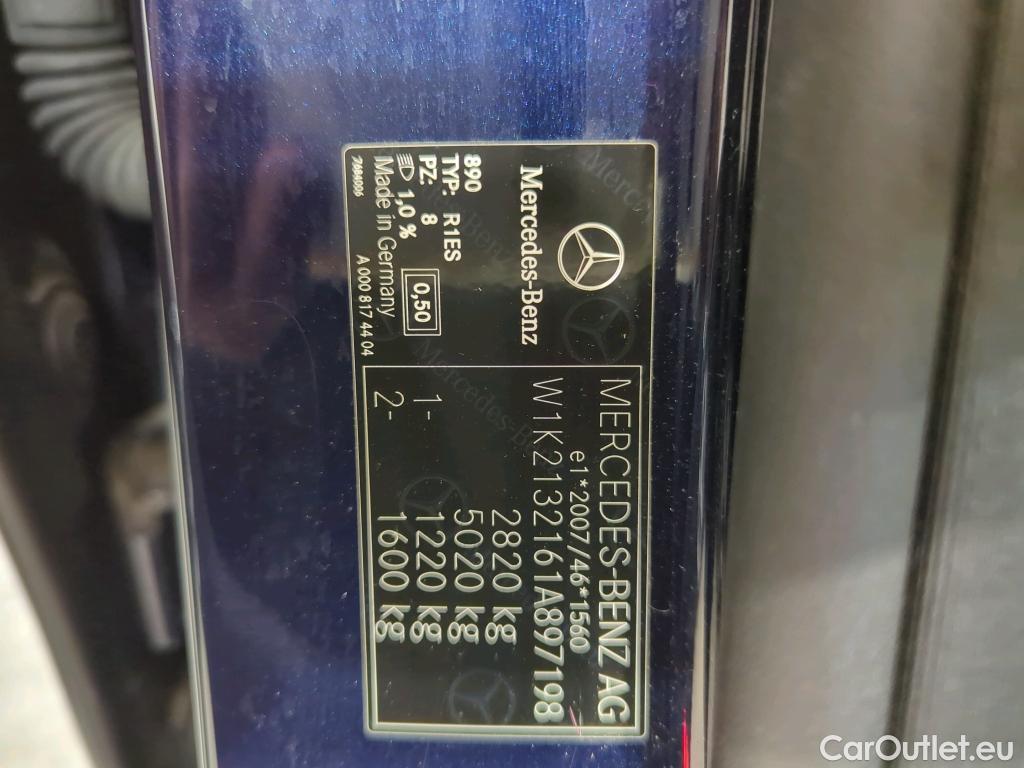 Mercedes-Benz
890
TYP: R1ES
PZ: 8
1,0 %
0,50
Made in Germany
7686006
A 000 817 44 04
MERCEDES-BENZ AG
e1*2007/46*1560
W1K2132161A897198
2820 kg
5020 kg
1- 1220 kg
2- 1600 kg
CarOutlet.eu